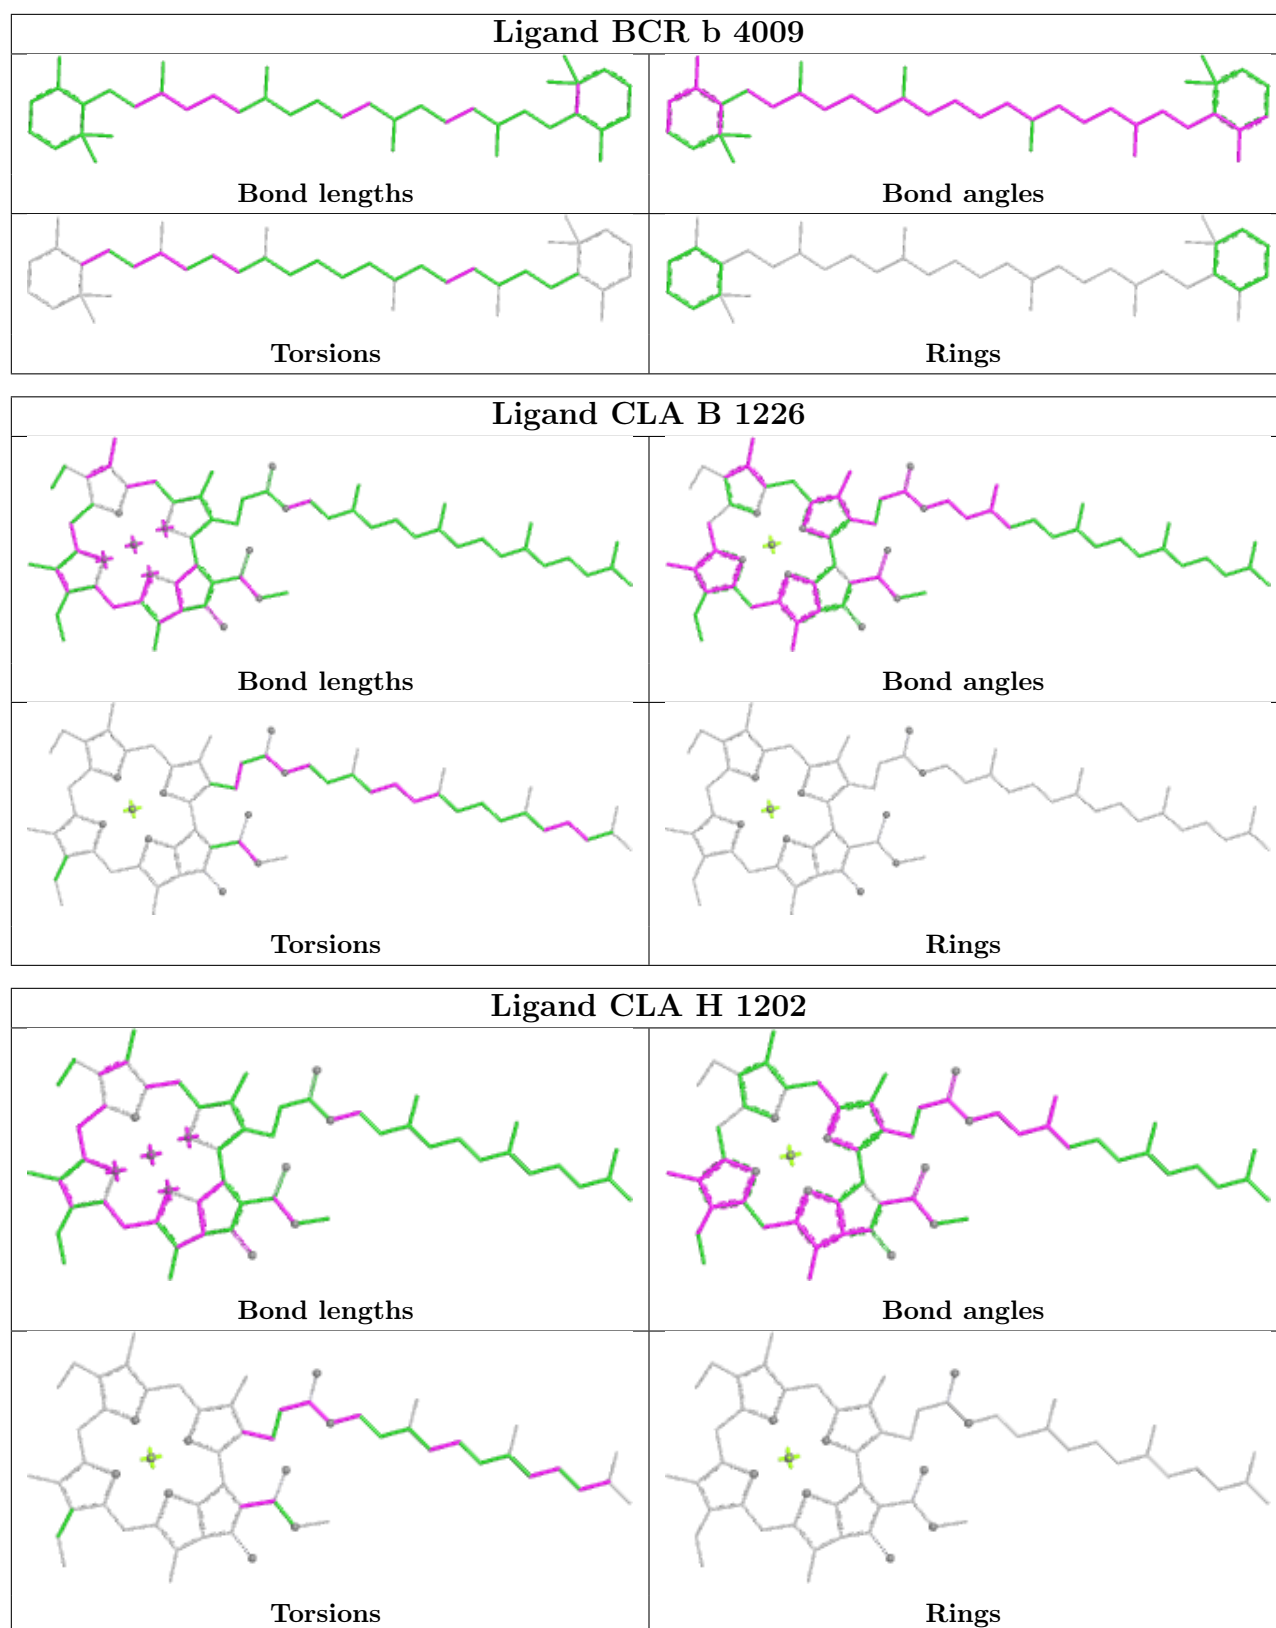 Ligand BCR b 4009
Bond lengths
Bond angles
Torsions
Rings
Ligand CLA B 1226
Bond lengths
Bond angles
Torsions
Rings
Ligand CLA H 1202
Bond lengths
Bond angles
Torsions
Rings